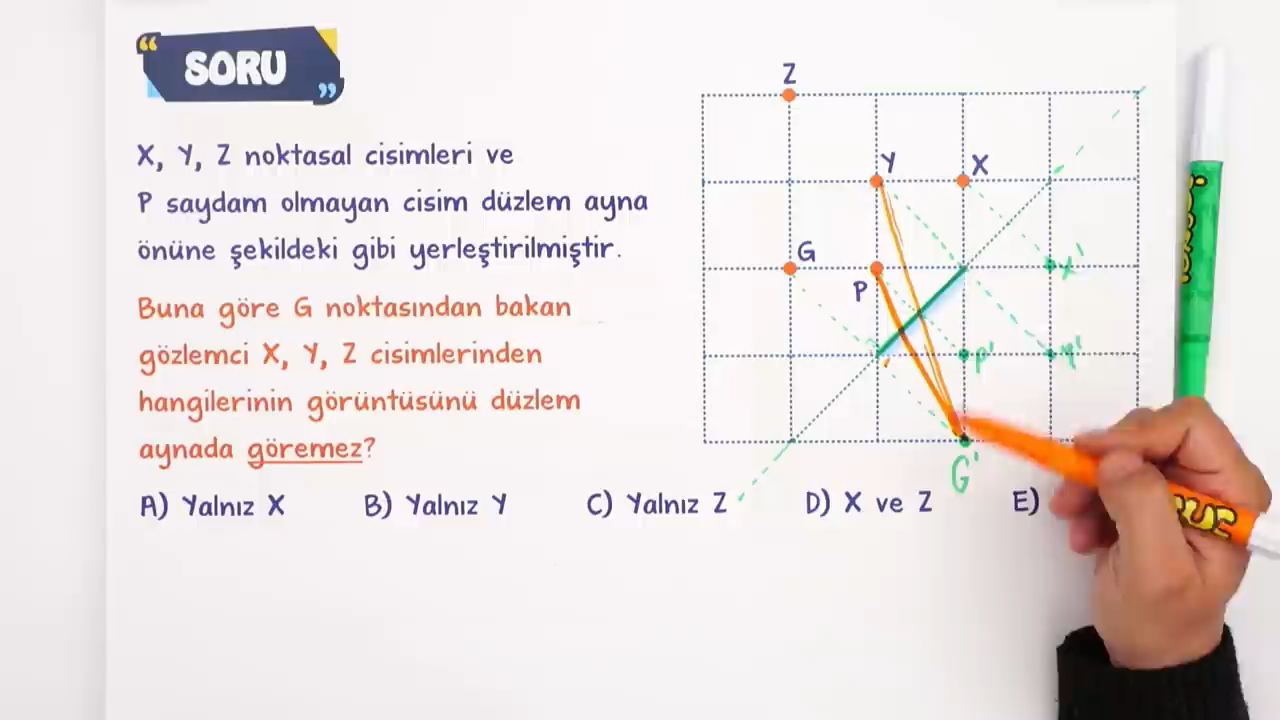 “ SORU ”
X, Y, Z noktasal cisimleri ve
P saydam olmayan cisim düzlem ayna
önüne şekildeki gibi yerleştirilmiştir.
Buna göre G noktasından bakan
gözlemci X, Y, Z cisimlerinden
hangilerinin görüntüsünü düzlem
aynada göremez?
A) Yalnız X B) Yalnız Y C) Yalnız Z D) X ve Z E)
Z
Y X
G X'
P
P' Y'
G'